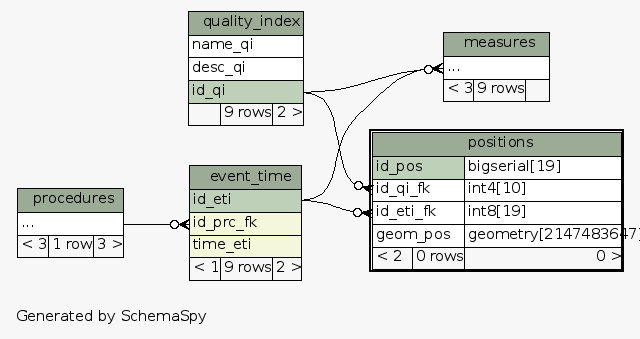 quality_index
name_qi
desc_qi
id_qi
9 rows 2 >
measures
...
< 3 9 rows
positions
id_pos bigserial[19]
id_qi_fk int4[10]
id_eti_fk int8[19]
geom_pos geometry[2147483647]
< 2 0 rows 0 >
event_time
id_eti
id_prc_fk
time_eti
< 1 9 rows 2 >
procedures
...
< 3 1 row 3 >
Generated by SchemaSpy